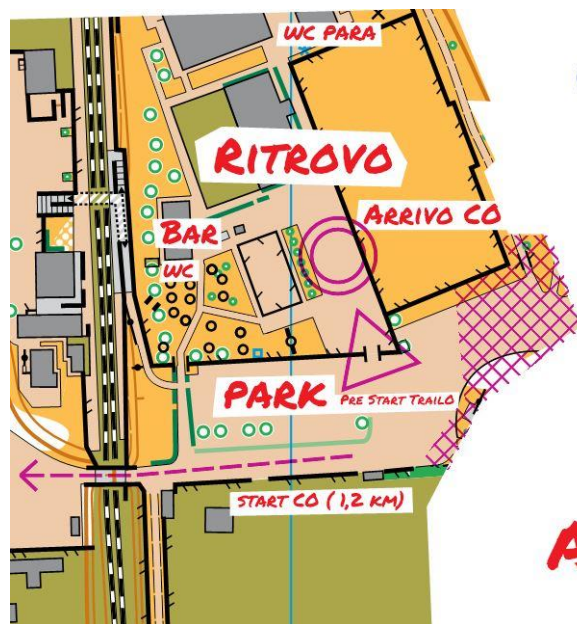 WC PARA
RITROVO
ARRIVO CO
BAR
WC
PARK
PRE START TRAILO
START CO (1,2 KM)